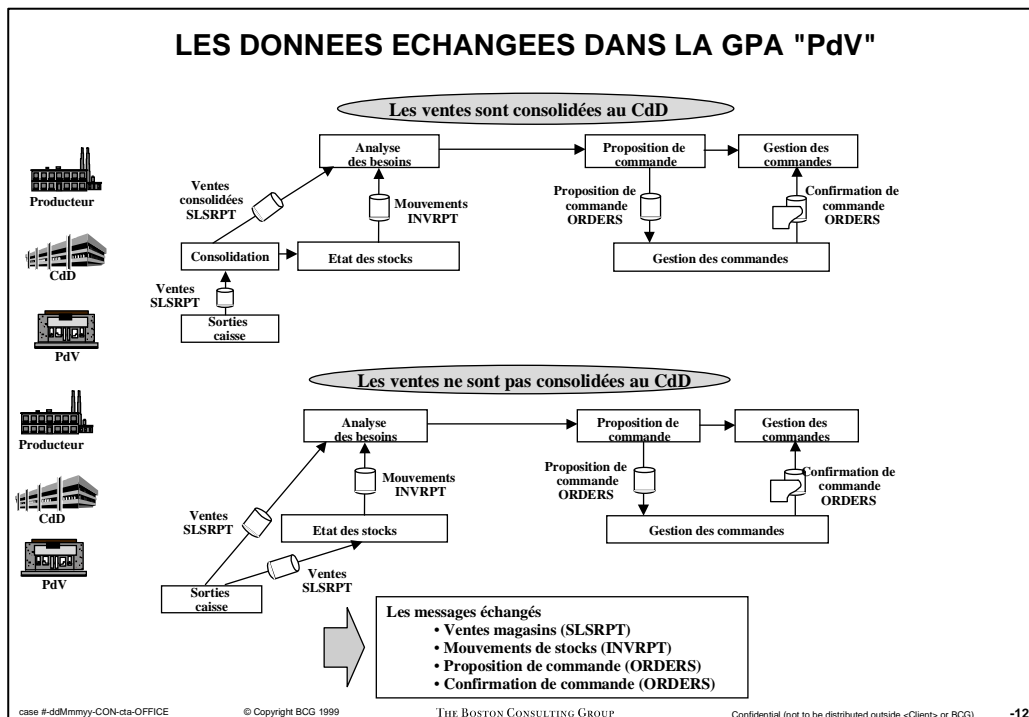 LES DONNEES ECHANGEES DANS LA GPA "PdV"
Les ventes sont consolidées au CdD
Analyse
des besoins
Proposition de
commande
Gestion des
commandes
Producteur
Ventes
consolidées
SLSRPT
Mouvements
INVRPT
Proposition de
commande
ORDERS
Confirmation de
commande
ORDERS
CdD
Consolidation
Etat des stocks
Gestion des commandes
Ventes
SLSRPT
PdV
Sorties
caisse
Les ventes ne sont pas consolidées au CdD
Analyse
des besoins
Proposition de
commande
Gestion des
commandes
Producteur
Mouvements
INVRPT
Proposition de
commande
ORDERS
Confirmation de
commande
ORDERS
CdD
Ventes
SLSRPT
Etat des stocks
Gestion des commandes
PdV
Ventes
SLSRPT
Sorties
caisse
Les messages échangés
• Ventes magasins (SLSRPT)
• Mouvements de stocks (INVRPT)
• Proposition de commande (ORDERS)
• Confirmation de commande (ORDERS)
case #-ddMmmyy-CON-cta-OFFICE
© Copyright BCG 1999
THE BOSTON CONSULTING GROUP
Confidential (not to be distributed outside <Client> or BCG)
-12